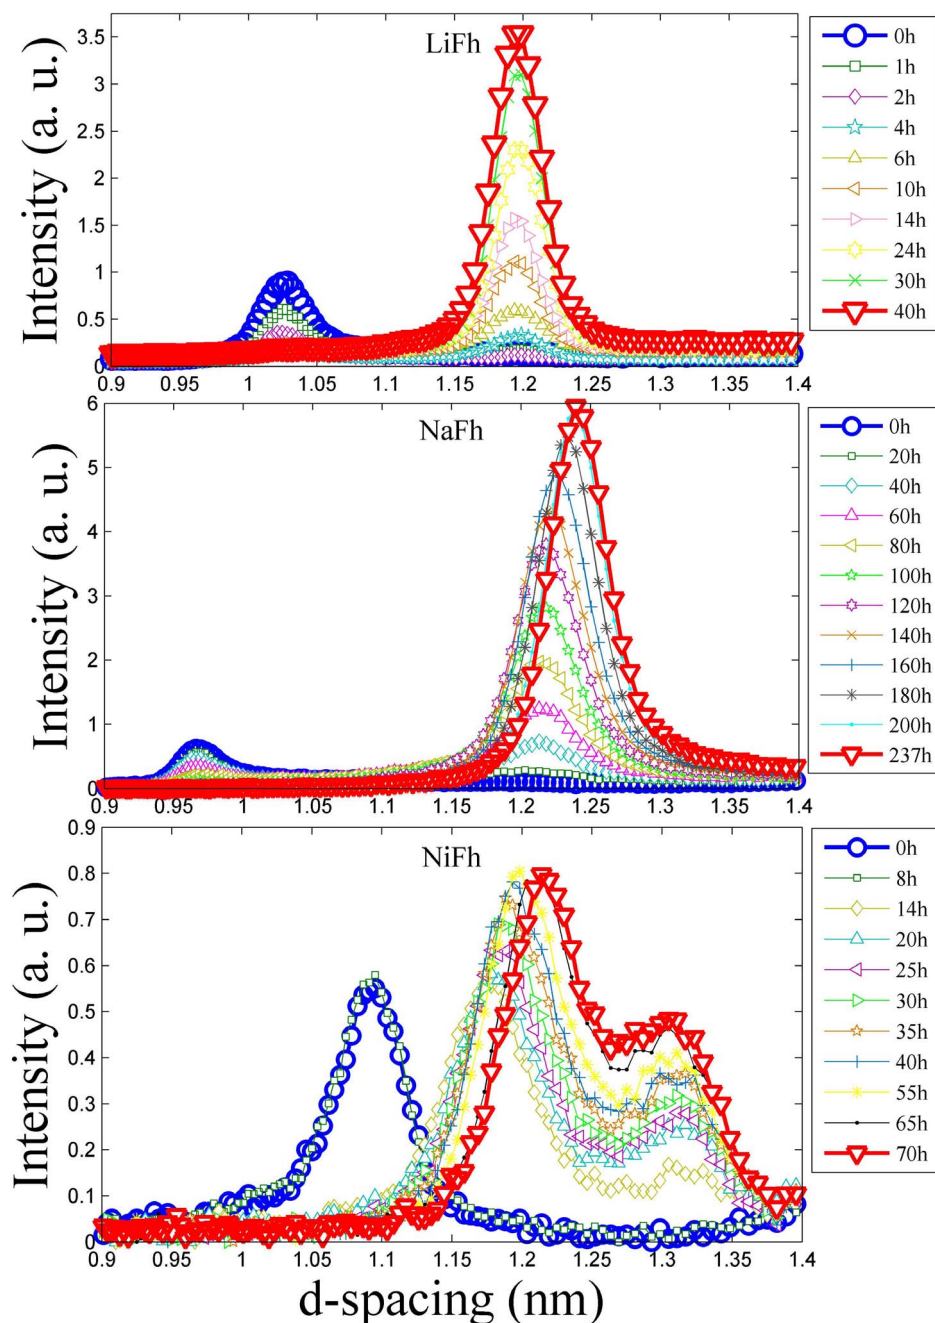 LiFh
Intensity (a. u.)
3.5
3
2.5
2
1.5
1
0.5
0
0.9 0.95 1 1.05 1.1 1.15 1.2 1.25 1.3 1.35 1.4
0h
1h
2h
4h
6h
10h
14h
24h
30h
40h
NaFh
Intensity (a. u.)
6
5
4
3
2
1
0
0.9 0.95 1 1.05 1.1 1.15 1.2 1.25 1.3 1.35 1.4
0h
20h
40h
60h
80h
100h
120h
140h
160h
180h
200h
237h
NiFh
Intensity (a. u.)
0.9
0.8
0.7
0.6
0.5
0.4
0.3
0.2
0.1
0
0.9 0.95 1 1.05 1.1 1.15 1.2 1.25 1.3 1.35 1.4
0h
8h
14h
20h
25h
30h
35h
40h
55h
65h
70h
d-spacing (nm)